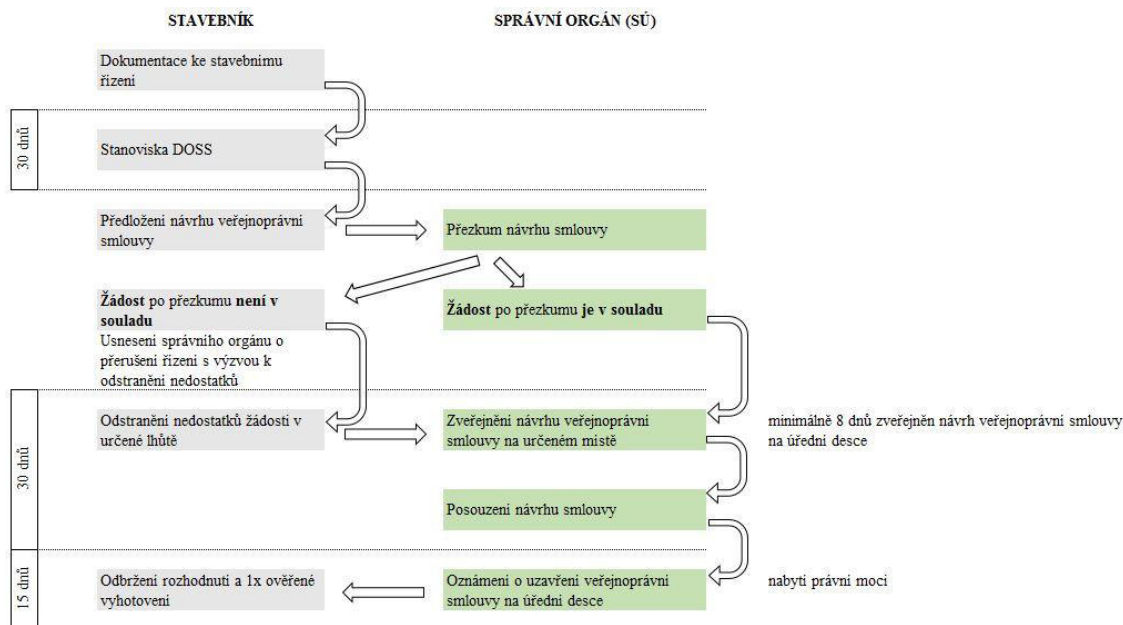 STAVEBNÍK
SPRÁVNÍ ORGÁN (SÚ)
Dokumentace ke stavebnimu
řízení
30 dnů
Stanoviska DOSS
Předložení návrhu veřejnoprávní
smlouvy
Přezkum návrhu smlouvy
Žádost po přezkumu není v
souladu
Usnesení správního orgánu o
přerušení řízení s výzvou k
odstranění nedostatků
Žádost po přezkumu je v souladu
30 dnů
Odstranění nedostatků žádosti v
určené lhůtě
Zveřejnění návrhu veřejnoprávní
smlouvy na určeném místě
minimálně 8 dnů zveřejněn návrh veřejnoprávní smlouvy
na úřední desce
Posouzení návrhu smlouvy
15 dnů
Odbržení rozhodnutí a 1x ověřené
vyhotovení
Oznámení o uzavření veřejnoprávní
smlouvy na úřední desce
nabytí právní moci